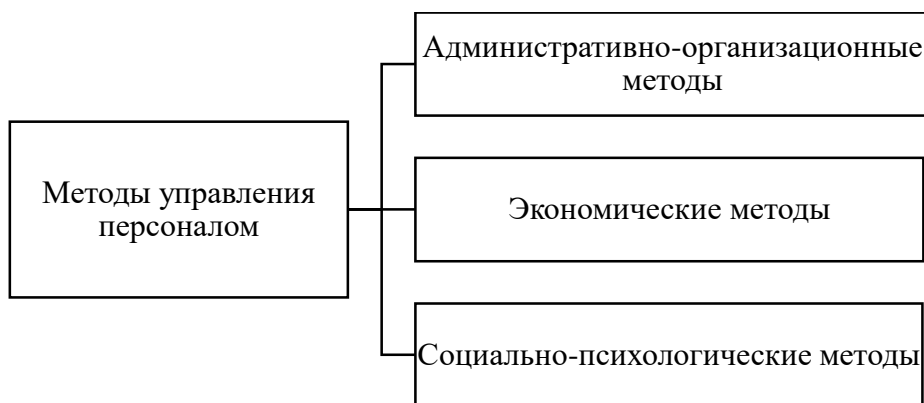 Методы управления
персоналом
Административно-организационные
методы
Экономические методы
Социально-психологические методы